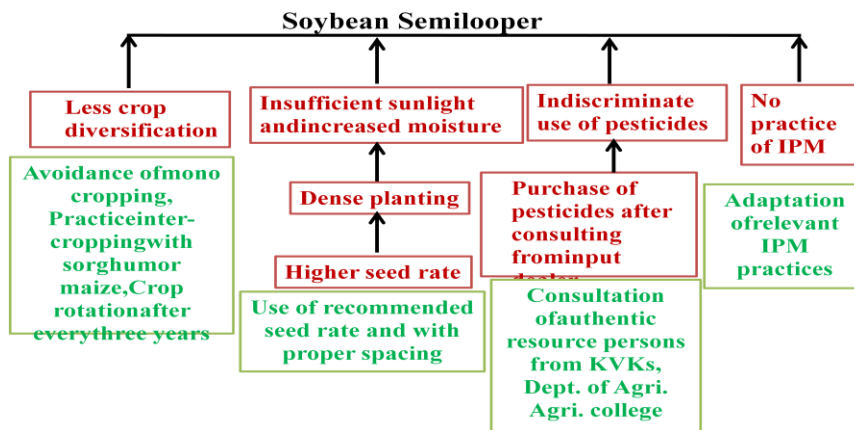 Soybean Semilooper
Less crop
diversification
Avoidance ofmono
cropping,
Practiceinter-
croppingwith
sorghumor
maize,Crop
rotationafter
everythree years
Insufficient sunlight
andincreased moisture
Dense planting
Higher seed rate
Use of recommended
seed rate and with
proper spacing
Indiscriminate
use of pesticides
Purchase of
pesticides after
consulting
frominput
dealer
Consultation
ofauthentic
resource persons
from KVKs,
Dept. of Agri.
Agri. college
No
practice
of IPM
Adaptation
ofrelevant
IPM
practices